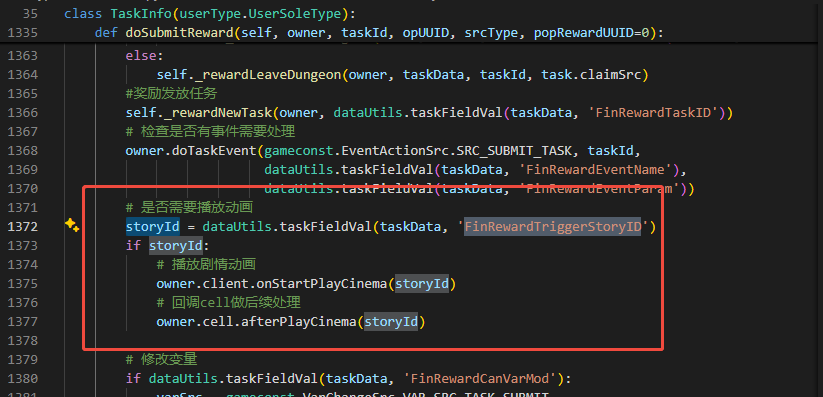 35 class TaskInfo(userType.UserSoleType):
1335 def doSubmitReward(self, owner, taskId, opUUID, srcType, popRewardUUID=0):
1363 else:
1364 self._rewardLeaveDungeon(owner, taskData, taskId, task.claimSrc)
1365 #奖励发放任务
1366 self._rewardNewTask(owner, dataUtils.taskFieldVal(taskData, 'FinRewardTaskID'))
1367 # 检查是否有事件需要处理
1368 owner.doTaskEvent(gameconst.EventActionSrc.SRC_SUBMIT_TASK, taskId,
1369 dataUtils.taskFieldVal(taskData, 'FinRewardEventName'),
1370 dataUtils.taskFieldVal(taskData, 'FinRewardEventParam'))
1371 # 是否需要播放动画
1372 storyId = dataUtils.taskFieldVal(taskData, 'FinRewardTriggerStoryID')
1373 if storyId:
1374 # 播放剧情动画
1375 owner.client.onStartPlayCinema(storyId)
1376 # 回调cell做后续处理
1377 owner.cell.afterPlayCinema(storyId)
1378
1379 # 修改变量
1380 if dataUtils.taskFieldVal(taskData, 'FinRewardCanVarMod'):
1381 varSrc = gameconst.VarChangeSrc.VAR_SRC_TASK_SUBMIT